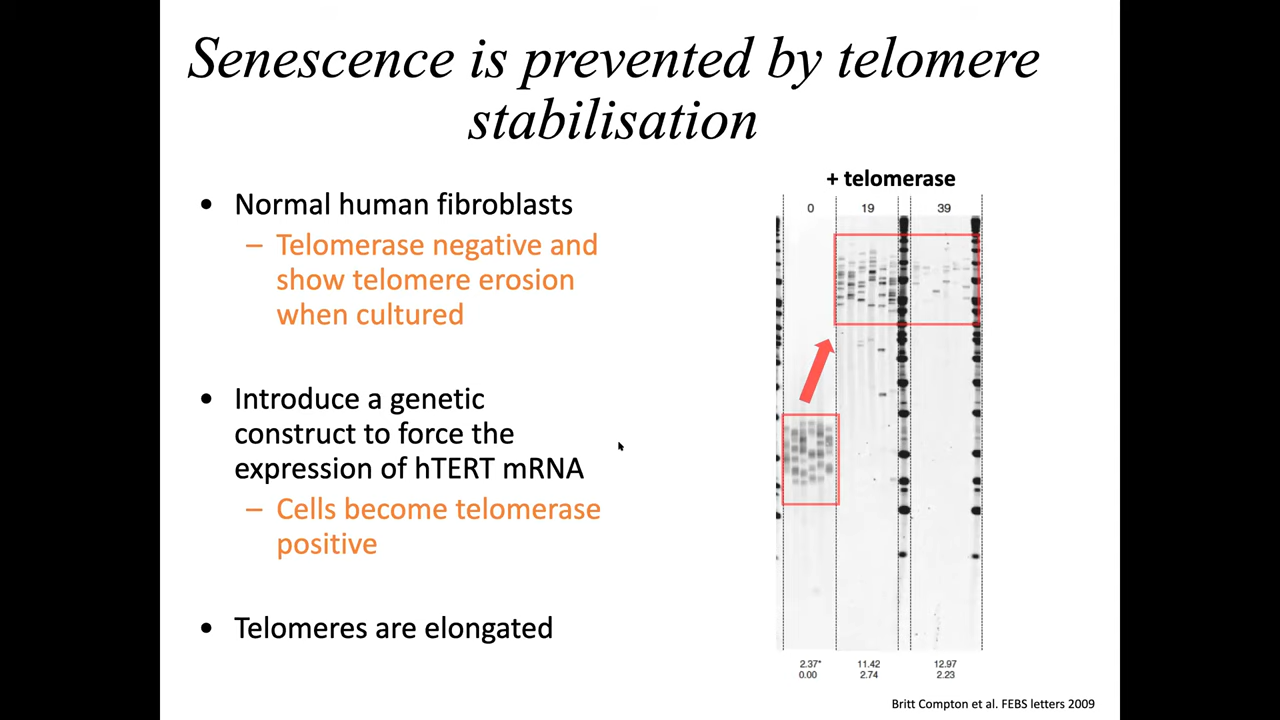 Senescence is prevented by telomere
stabilisation
• Normal human fibroblasts
– Telomerase negative and
show telomere erosion
when cultured
• Introduce a genetic
construct to force the
expression of hTERT mRNA
– Cells become telomerase
positive
• Telomeres are elongated
+ telomerase
0 19 39
2.37* 11.42 12.97
0.00 2.74 2.23
Britt Compton et al. FEBS letters 2009